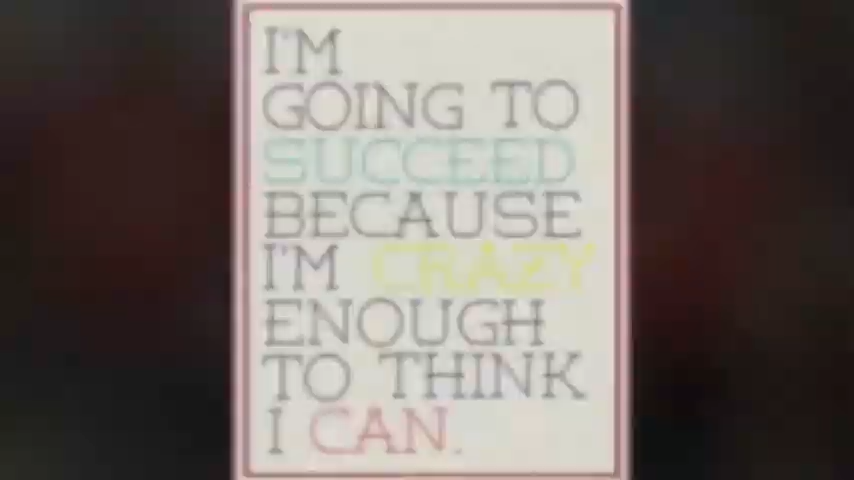 I'M
GOING TO
SUCCEED
BECAUSE
I'M CRAZY
ENOUGH
TO THINK
I CAN.